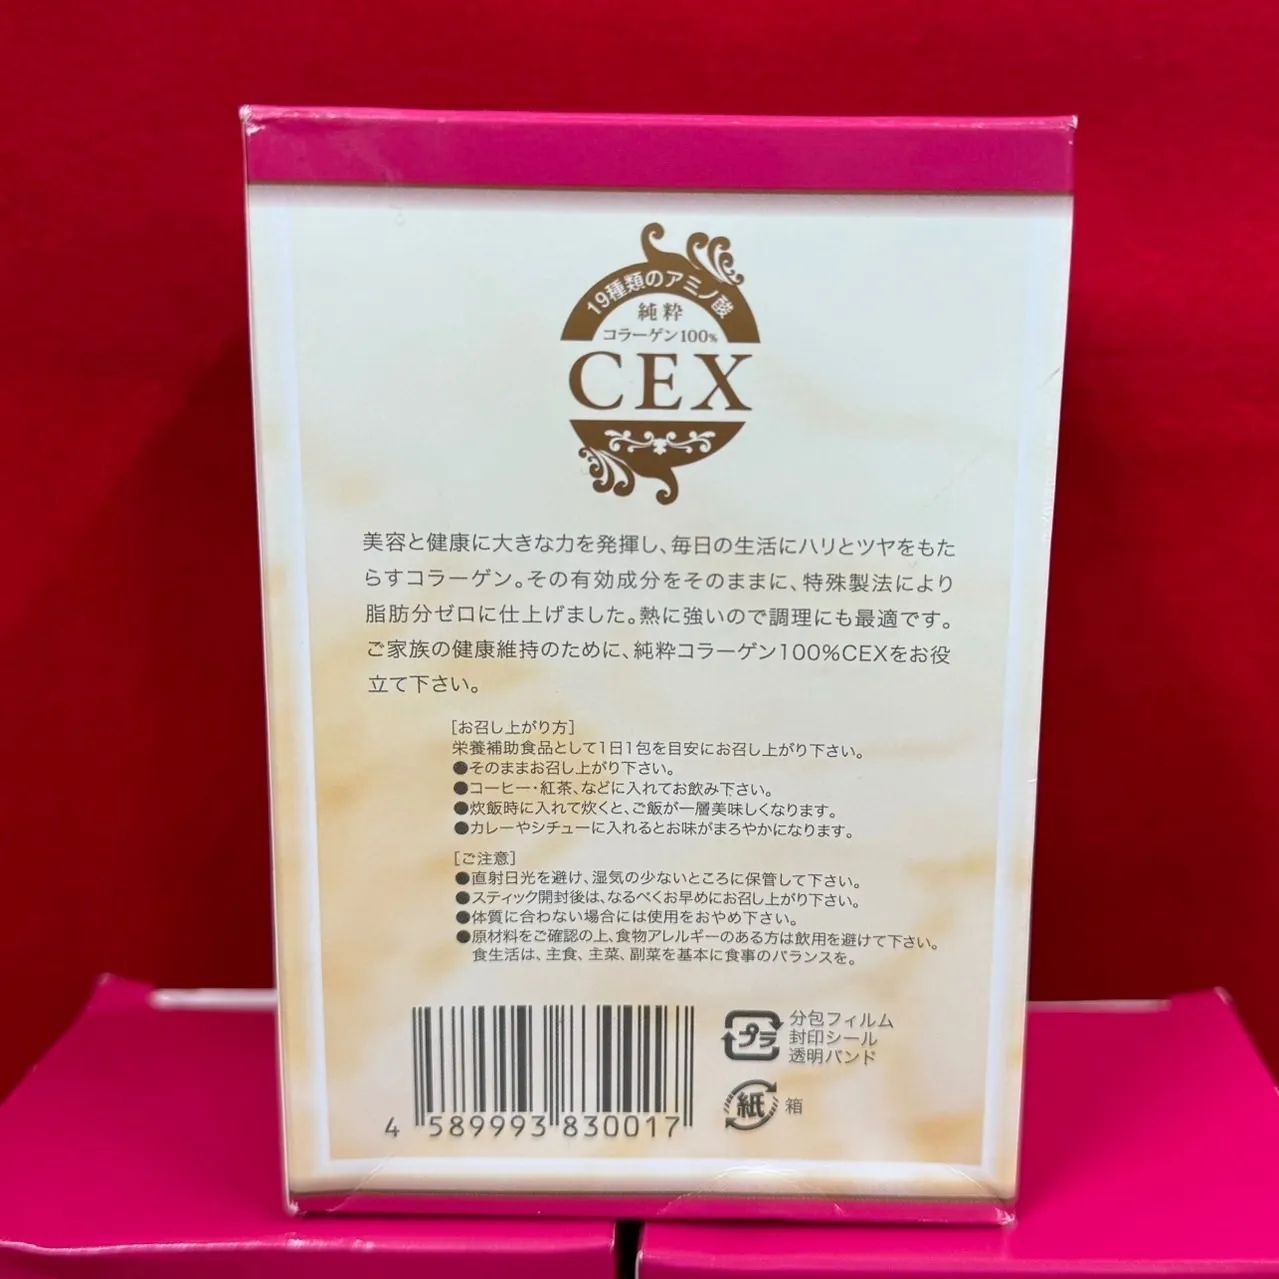 19種類のアミノ酸
純粋
コラーゲン100%
CEX
美容と健康に大きな力を発揮し、毎日の生活にハリとツヤをもた
らすコラーゲン。その有効成分をそのままに、特殊製法により
脂肪分ゼロに仕上げました。熱に強いので調理にも最適です。
ご家族の健康維持のために、純粋コラーゲン100%CEXをお役
立て下さい。
[お召し上がり方]
栄養補助食品として1日1包を目安にお召し上がり下さい。
●そのままお召し上がり下さい。
●コーヒー・紅茶、などに入れてお飲み下さい。
●炊飯時に入れて炊くと、ご飯が一層美味しくなります。
●カレーやシチューに入れるとお味がまろやかになります。
[ご注意]
●直射日光を避け、湿気の少ないところに保管して下さい。
●スティック開封後は、なるべくお早めにお召し上がり下さい。
●体質に合わない場合には使用をおやめ下さい。
●原材料をご確認の上、食物アレルギーのある方は飲用を避けて下さい。
食生活は、主食、主菜、副菜を基本に食事のバランスを。
4 589993 830017
プラ
分包フィルム
封印シール
透明バンド
紙 箱